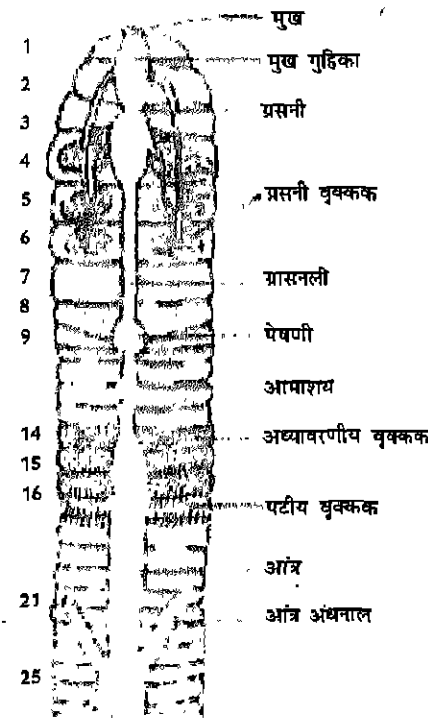 मुख
1
मुख गुहिका
2
ग्रसनी
3
4
5 ग्रसनी वृक्कक
6
7 ग्रासनली
8
9 पेषणी
आमाशय
14 अध्यावरणीय वृक्कक
15
16 पटीय वृक्कक
आंत्र
21 आंत्र अंधनाल
25